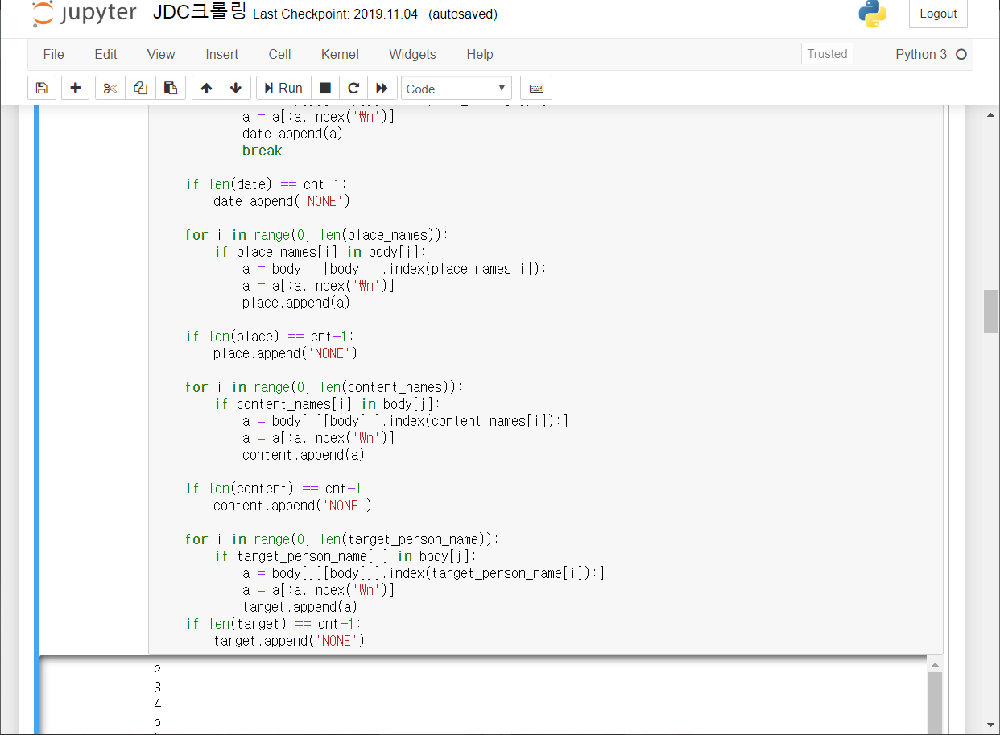 jupyter JDC크롤링 Last Checkpoint: 2019.11.04 (autosaved) Logout
File Edit View Insert Cell Kernel Widgets Help Trusted Python 3
Run Code
a = a[:a.index('₩n')]
date.append(a)
break
if len(date) == cnt-1:
date.append('NONE')
for i in range(0, len(place_names)):
if place_names[i] in body[j]:
a = body[j][body[j].index(place_names[i]):]
a = a[:a.index('₩n')]
place.append(a)
if len(place) == cnt-1:
place.append('NONE')
for i in range(0, len(content_names)):
if content_names[i] in body[j]:
a = body[j][body[j].index(content_names[i]):]
a = a[:a.index('₩n')]
content.append(a)
if len(content) == cnt-1:
content.append('NONE')
for i in range(0, len(target_person_name)):
if target_person_name[i] in body[j]:
a = body[j][body[j].index(target_person_name[i]):]
a = a[:a.index('₩n')]
target.append(a)
if len(target) == cnt-1:
target.append('NONE')
2
3
4
5